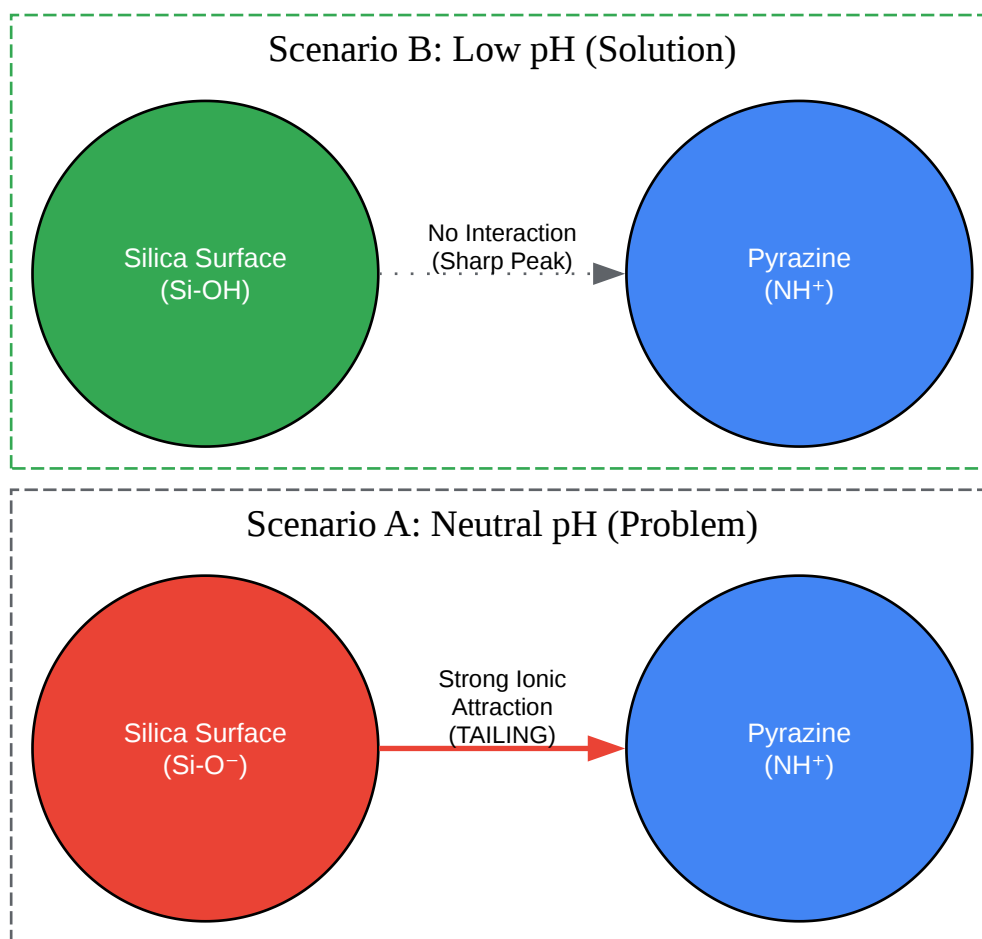 Scenario B: Low pH (Solution)
Silica Surface
(Si-OH)
No Interaction
(Sharp Peak)
Pyrazine
(NH⁺)
Scenario A: Neutral pH (Problem)
Silica Surface
(Si-O⁻)
Strong Ionic
Attraction
(TAILING)
Pyrazine
(NH⁺)